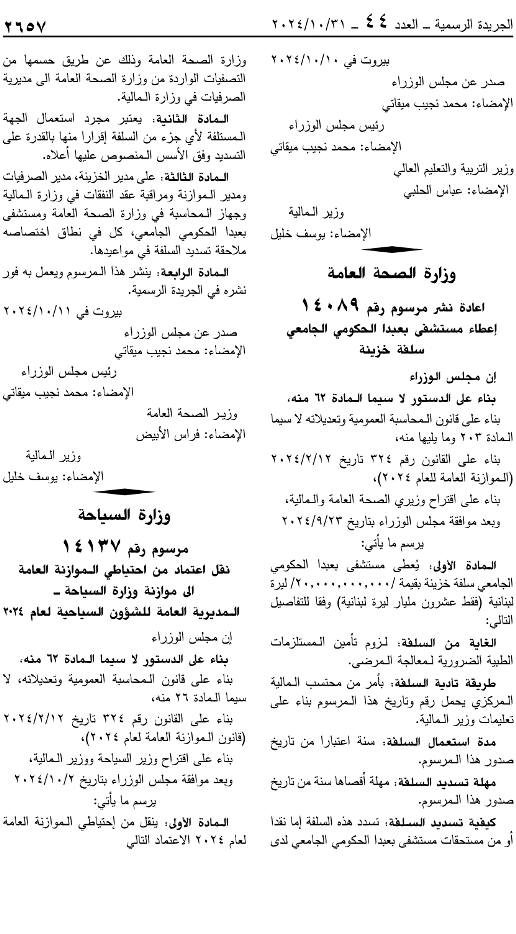 الجريدة الرسمية ــ العدد ٤٤ ــ ٢٠٢٤/١٠/٣١
٢٦٥٧
بيروت في ٢٠٢٤/١٠/١٠
صدر عن مجلس الوزراء
الإمضاء: محمد نجيب ميقاتي
رئيس مجلس الوزراء
الإمضاء: محمد نجيب ميقاتي
وزير التربية والتعليم العالي
الإمضاء: عباس الحلبي
وزير المالية
الإمضاء: يوسف خليل
وزارة الصحة العامة
اعادة نشر مرسوم رقم ١٤٠٨٩
إعطاء مستشفى بعبدا الحكومي الجامعي
سلفة خزينة
إن مجلس الوزراء
بناء على الدستور لا سيما المادة ٦٢ منه،
بناء على قانون المحاسبة العمومية وتعديلاته لا سيما
المادة ٢٠٣ وما يليها منه،
بناء على القانون رقم ٣٢٤ تاريخ ٢٠٢٤/٢/١٢
(الموازنة العامة للعام ٢٠٢٤)،
بناء على اقتراح وزيري الصحة العامة والمالية،
وبعد موافقة مجلس الوزراء بتاريخ ٢٠٢٤/٩/٢٣
يرسم ما يأتي:
المادة الأولى: يُعطى مستشفى بعبدا الحكومي
الجامعي سلفة خزينة بقيمة /٢٠,٠٠٠,٠٠٠,٠٠٠/ ليرة
لبنانية (فقط عشرون مليار ليرة لبنانية) وفقا للتفاصيل
التالي:
الغاية من السلفة: لزوم تأمين المستلزمات
الطبية الضرورية لمعالجة المرضى.
طريقة تادية السلفة: بأمر من محتسب المالية
المركزي يحمل رقم وتاريخ هذا المرسوم بناء على
تعليمات وزير المالية.
مدة استعمال السلفة: سنة اعتبارا من تاريخ
صدور هذا المرسوم.
مهلة تسديد السلفة: مهلة أقصاها سنة من تاريخ
صدور هذا المرسوم.
كيفية تسديد السلفة: تسدد هذه السلفة إما نقدا
أو من مستحقات مستشفى بعبدا الحكومي الجامعي لدى
وزارة الصحة العامة وذلك عن طريق حسمها من
التصفيات الواردة من وزارة الصحة العامة الى مديرية
الصرفيات في وزارة المالية.
المادة الثانية: يعتبر مجرد استعمال الجهة
المستلفة لأي جزء من السلفة إقرارا منها بالقدرة على
التسديد وفق الأسس المنصوص عليها أعلاه.
المادة الثالثة: على مدير الخزينة، مدير الصرفيات
ومدير الموازنة ومراقبة عقد النفقات في وزارة المالية
وجهاز المحاسبة في وزارة الصحة العامة ومستشفى
بعبدا الحكومي الجامعي، كل في نطاق اختصاصه
ملاحقة تسديد السلفة في مواعيدها.
المادة الرابعة: ينشر هذا المرسوم ويعمل به فور
نشره في الجريدة الرسمية.
بيروت في ٢٠٢٤/١٠/١١
صدر عن مجلس الوزراء
الإمضاء: محمد نجيب ميقاتي
رئيس مجلس الوزراء
الإمضاء: محمد نجيب ميقاتي
وزير الصحة العامة
الإمضاء: فراس الأبيض
وزير المالية
الإمضاء: يوسف خليل
وزارة السياحة
مرسوم رقم ١٤١٣٧
نقل اعتماد من احتياطي الموازنة العامة
الى موازنة وزارة السياحة ــ
المديرية العامة للشؤون السياحية لعام ٢٠٢٤
إن مجلس الوزراء
بناء على الدستور لا سيما المادة ٦٢ منه،
بناء على قانون المحاسبة العمومية وتعديلاته، لا
سيما المادة ٢٦ منه،
بناء على القانون رقم ٣٢٤ تاريخ ٢٠٢٤/٢/١٢
(قانون الموازنة العامة لعام ٢٠٢٤)،
بناء على اقتراح وزير السياحة ووزير المالية،
وبعد موافقة مجلس الوزراء بتاريخ ٢٠٢٤/١٠/٢
يرسم ما يأتي:
المادة الأولى: ينقل من إحتياطي الموازنة العامة
لعام ٢٠٢٤ الاعتماد التالي